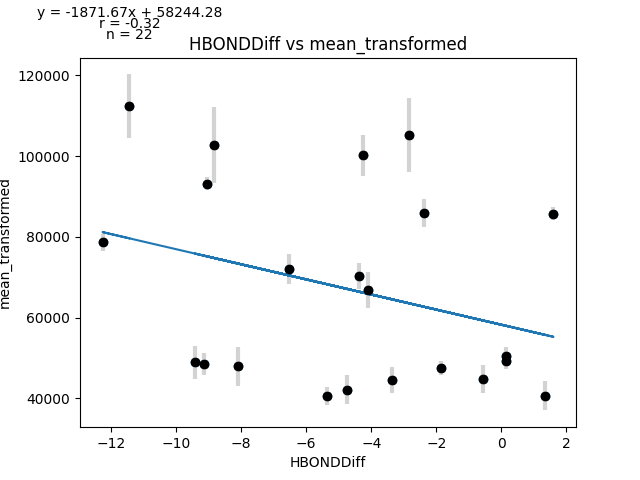 y = -1871.67x + 58244.28
r = -0.32
n = 22
HBONDDiff vs mean_transformed
120000
100000
80000
60000
40000
mean_transformed
−12
−10
−8
−6
−4
−2
0
2
HBONDDiff